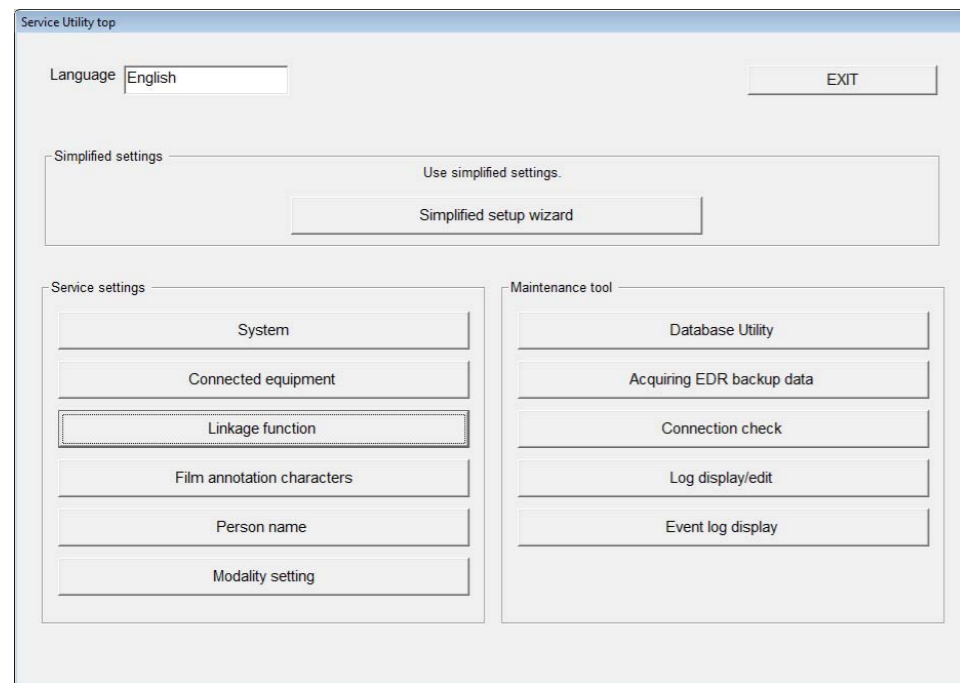 Service Utility top
Language English
EXIT
Simplified settings
Use simplified settings.
Simplified setup wizard
Service settings
System
Connected equipment
Linkage function
Film annotation characters
Person name
Modality setting
Maintenance tool
Database Utility
Acquiring EDR backup data
Connection check
Log display/edit
Event log display